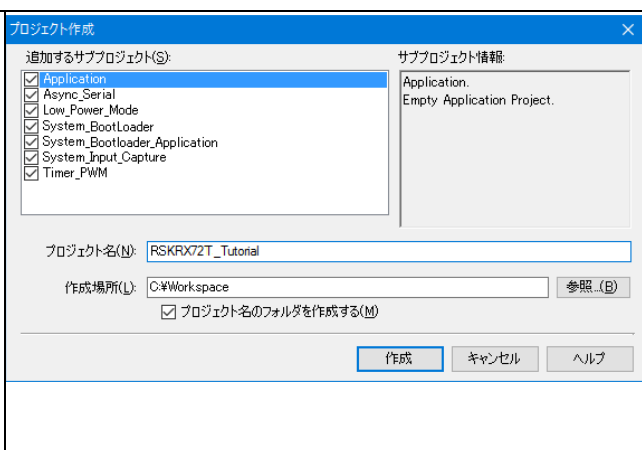 プロジェクト作成
追加するサブプロジェクト(S):
サブプロジェクト情報:
Application
Async_Serial
Low_Power_Mode
System_BootLoader
System_Bootloader_Application
System_Input_Capture
Timer_PWM
Application.
Empty Application Project.
プロジェクト名(N):
RSKRX72T_Tutorial
作成場所(L):
C:¥Workspace
参照...(B)
プロジェクト名のフォルダを作成する(M)
作成
キャンセル
ヘルプ